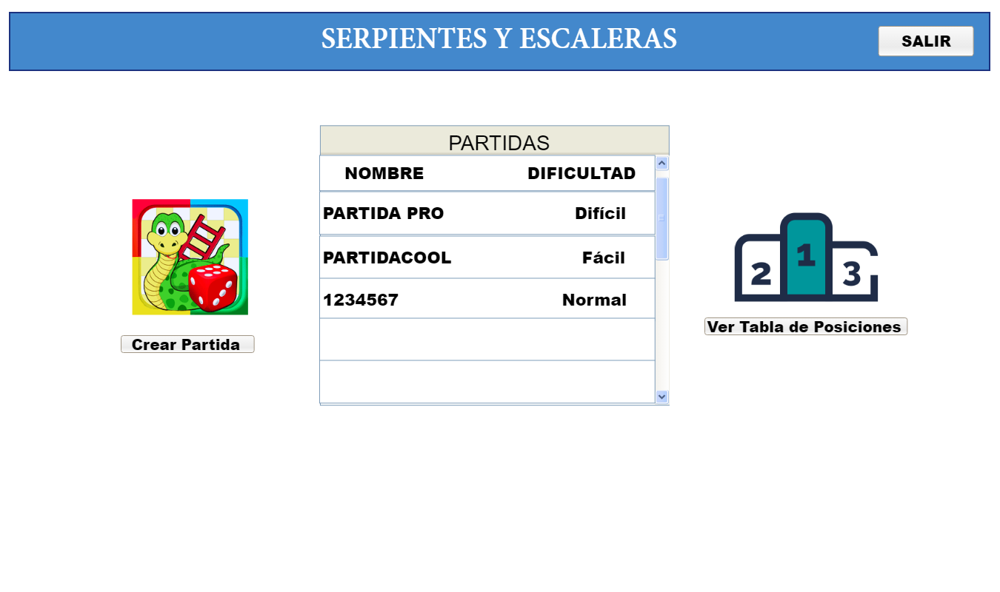 SERPIENTES Y ESCALERAS
SALIR
PARTIDAS
NOMBRE DIFICULTAD
PARTIDA PRO Difícil
PARTIDACOOL Fácil
1234567 Normal
Crear Partida
2 1 3
Ver Tabla de Posiciones